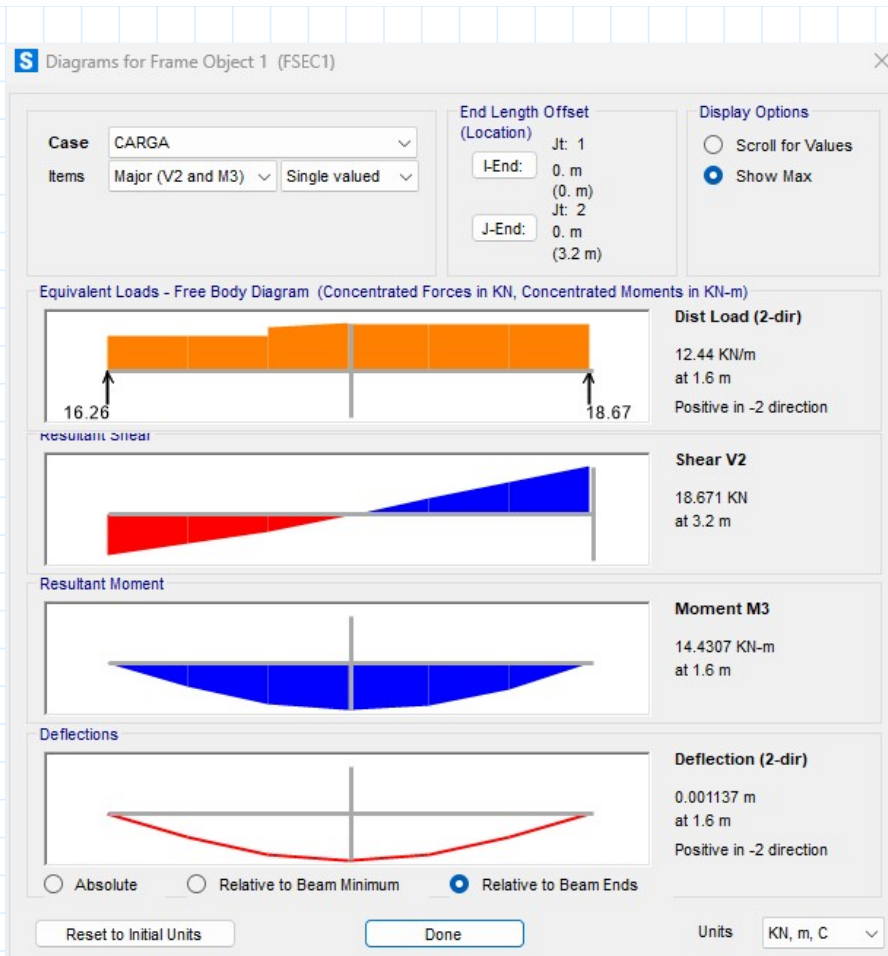 S Diagrams for Frame Object 1 (FSEC1)
Case CARGA
Items Major (V2 and M3) Single valued
End Length Offset
(Location)
Jt: 1
I-End: 0. m
(0. m)
Jt: 2
J-End: 0. m
(3.2 m)
Display Options
Scroll for Values
Show Max
Equivalent Loads - Free Body Diagram (Concentrated Forces in KN, Concentrated Moments in KN-m)
16.26
18.67
Dist Load (2-dir)
12.44 KN/m
at 1.6 m
Positive in -2 direction
Resultant Shear
Shear V2
18.671 KN
at 3.2 m
Resultant Moment
Moment M3
14.4307 KN-m
at 1.6 m
Deflections
Deflection (2-dir)
0.001137 m
at 1.6 m
Positive in -2 direction
Absolute Relative to Beam Minimum Relative to Beam Ends
Reset to Initial Units Done Units KN, m, C